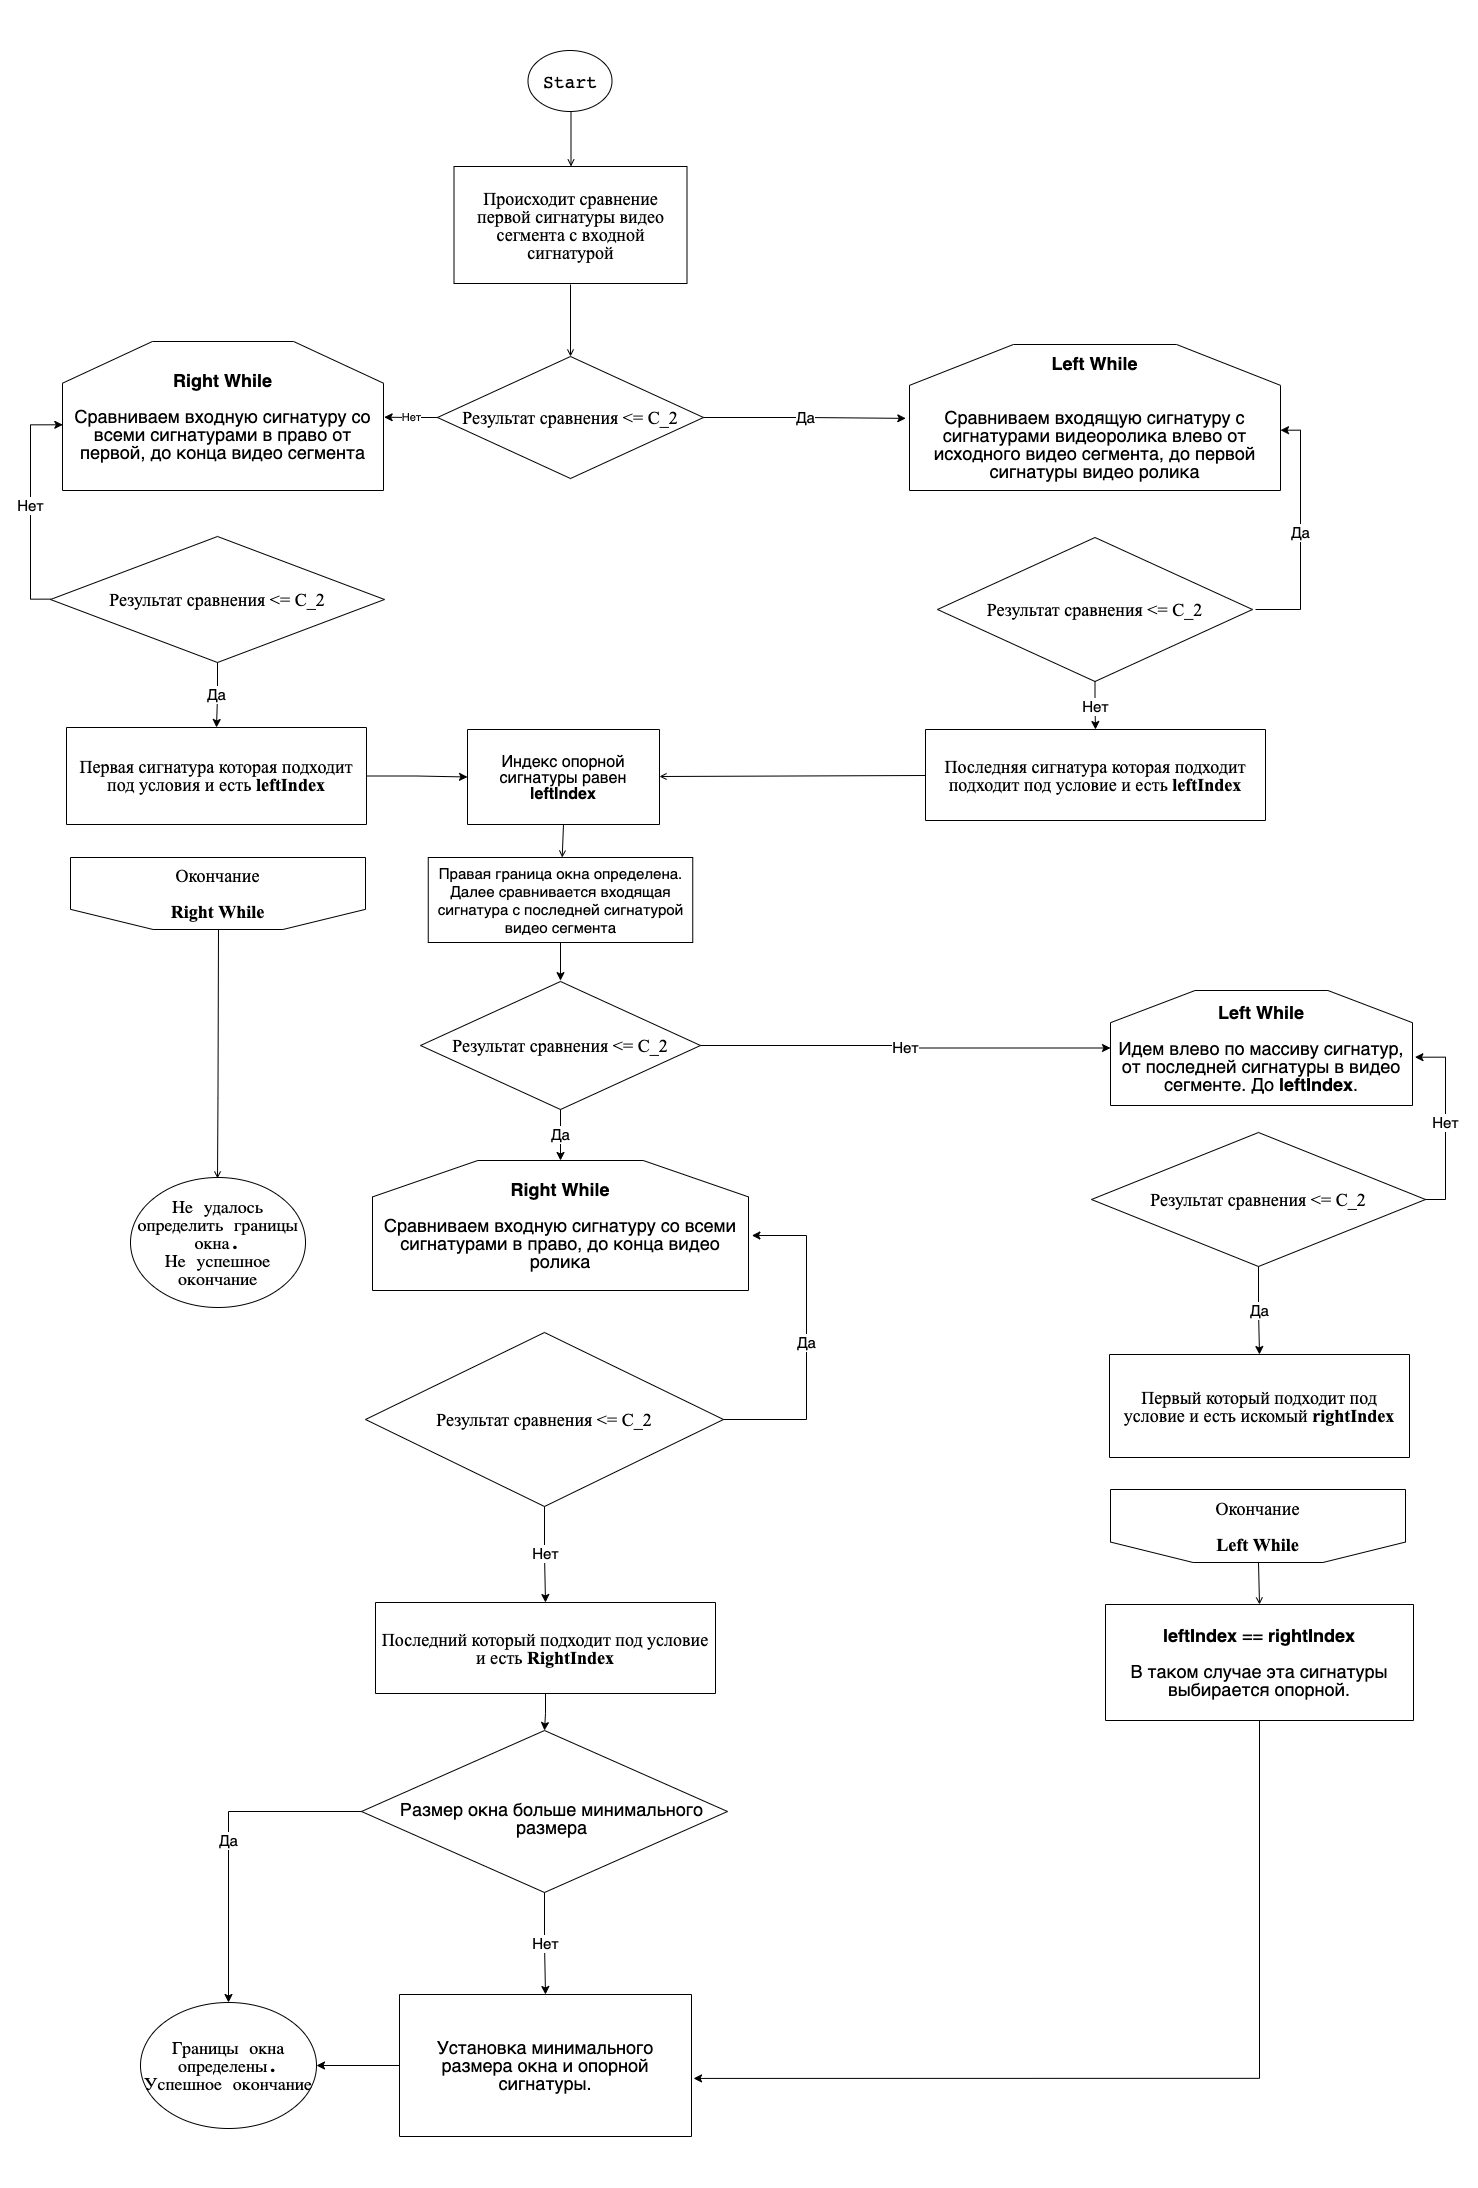 Start
Происходит сравнение
первой сигнатуры видео
сегмента с входной
сигнатурой
Результат сравнения <= C_2
Нет
Да
Right While
Сравниваем входную сигнатуру со
всеми сигнатурами в право от
первой, до конца видео сегмента
Left While
Сравниваем входящую сигнатуру с
сигнатурами видеоролика влево от
исходного видео сегмента, до первой
сигнатуры видео ролика
Нет
Да
Результат сравнения <= C_2
Результат сравнения <= C_2
Да
Нет
Первая сигнатура которая подходит
под условия и есть leftIndex
Индекс опорной
сигнатуры равен
leftIndex
Последняя сигнатура которая подходит
подходит под условие и есть leftIndex
Окончание
Right While
Правая граница окна определена.
Далее сравнивается входящая
сигнатура с последней сигнатурой
видео сегмента
Результат сравнения <= C_2
Нет
Да
Left While
Идем влево по массиву сигнатур,
от последней сигнатуры в видео
сегменте. До leftIndex.
Нет
Результат сравнения <= C_2
Да
Не удалось
определить границы
окна.
Не успешное
окончание
Right While
Сравниваем входную сигнатуру со всеми
сигнатурами в право, до конца видео
ролика
Да
Результат сравнения <= C_2
Нет
Первый который подходит под
условие и есть искомый rightIndex
Окончание
Left While
leftIndex == rightIndex
В таком случае эта сигнатуры
выбирается опорной.
Последний который подходит под условие
и есть RightIndex
Размер окна больше минимального
размера
Да
Нет
Границы окна
определены.
Успешное окончание
Установка минимального
размера окна и опорной
сигнатуры.